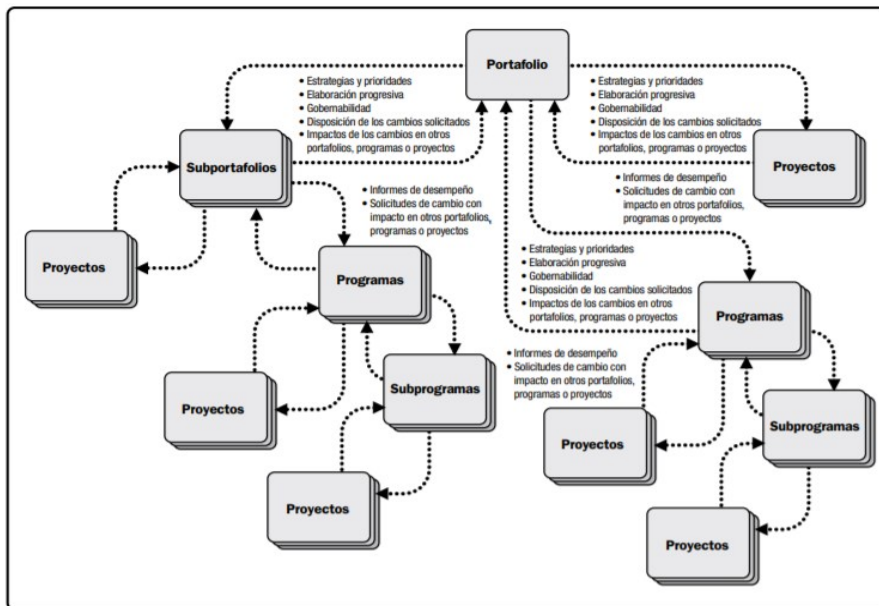 Portafolio
• Estrategias y prioridades
• Elaboración progresiva
• Gobernabilidad
• Disposición de los cambios solicitados
• Impactos de los cambios en otros
portafolios, programas o proyectos
• Estrategias y prioridades
• Elaboración progresiva
• Gobernabilidad
• Disposición de los cambios solicitados
• Impactos de los cambios en otros
portafolios, programas o proyectos
Subportafolios
Proyectos
• Informes de desempeño
• Solicitudes de cambio con
impacto en otros portafolios,
programas o proyectos
• Informes de desempeño
• Solicitudes de cambio con
impacto en otros portafolios,
programas o proyectos
Proyectos
Programas
• Estrategias y prioridades
• Elaboración progresiva
• Gobernabilidad
• Disposición de los cambios solicitados
• Impactos de los cambios en otros
portafolios, programas o proyectos
Programas
• Informes de desempeño
• Solicitudes de cambio con
impacto en otros portafolios,
programas o proyectos
Proyectos
Subprogramas
Proyectos
Subprogramas
Proyectos
Proyectos